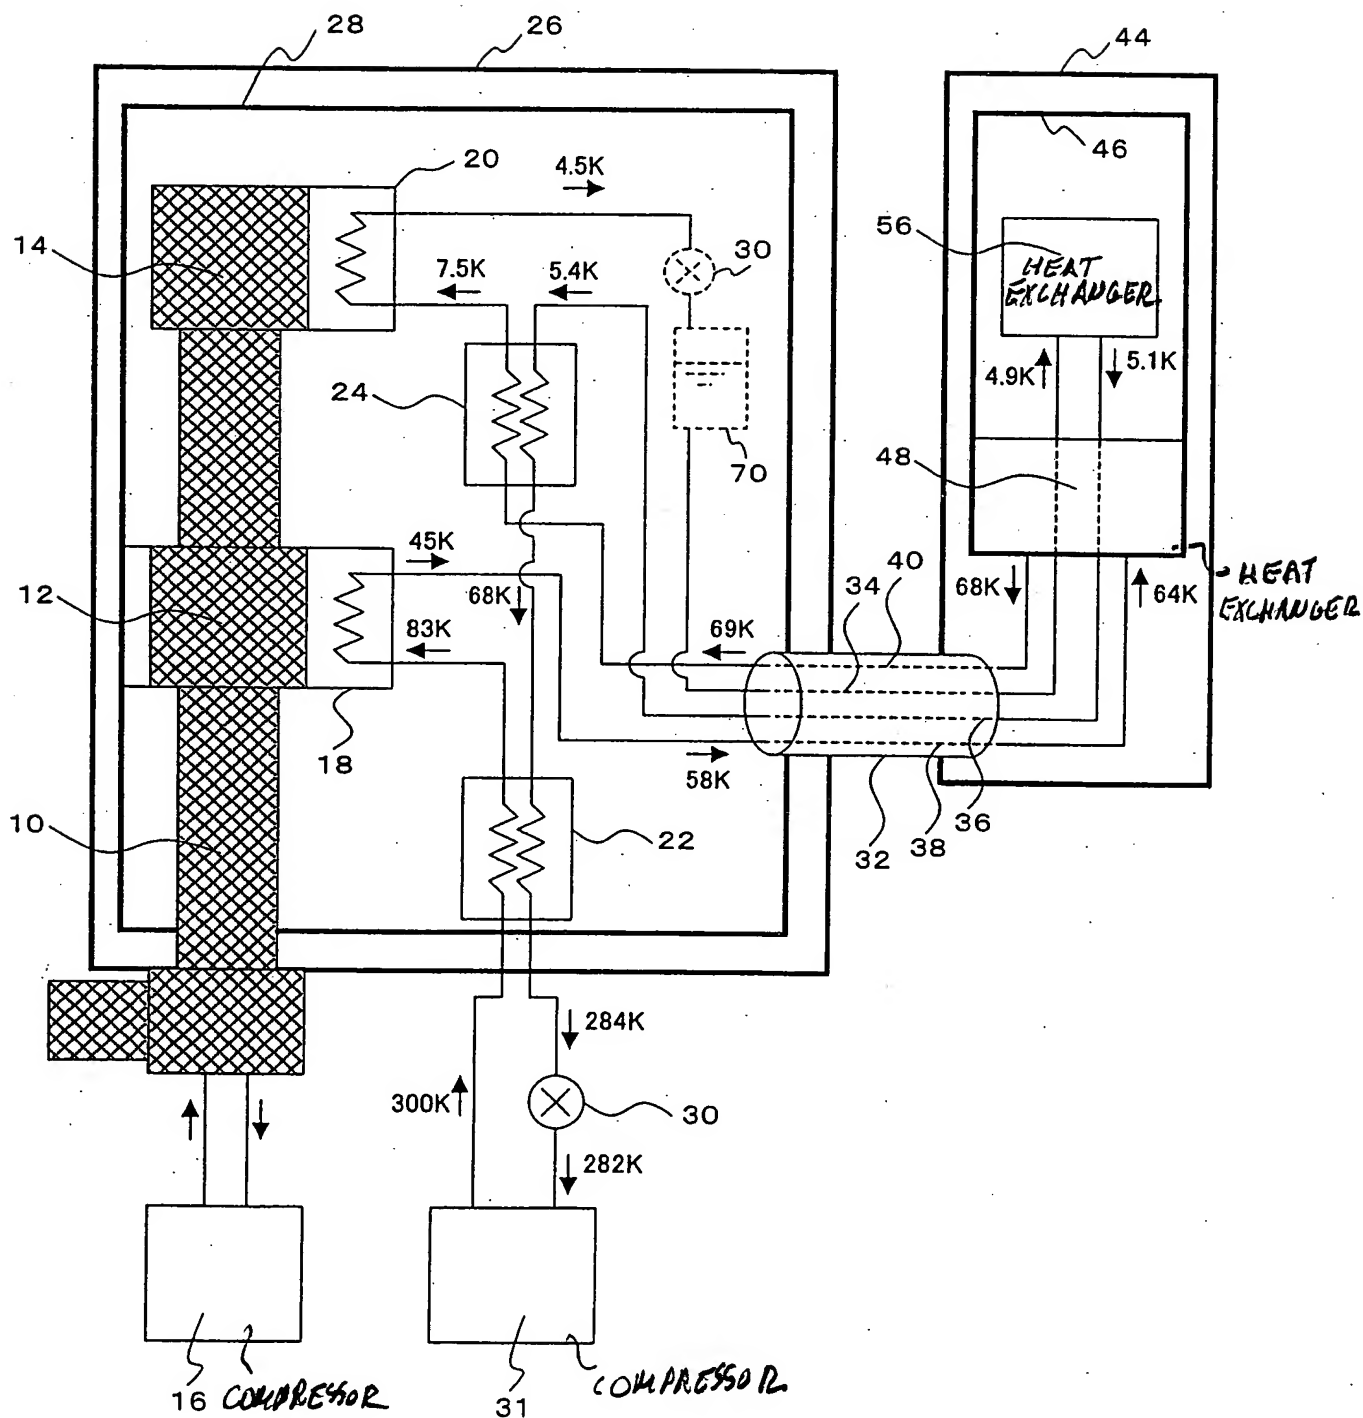 28
26
44
20
4.5K
46
14
7.5K
5.4K
30
56
HEAT
EXCHANGER
24
4.9K
5.1K
70
48
45K
12
68K
83K
69K
34
40
68K
64K
HEAT
EXCHANGER
18
58K
10
22
32
38
36
284K
300K
30
282K
16 COMPRESSOR
31
COMPRESSOR